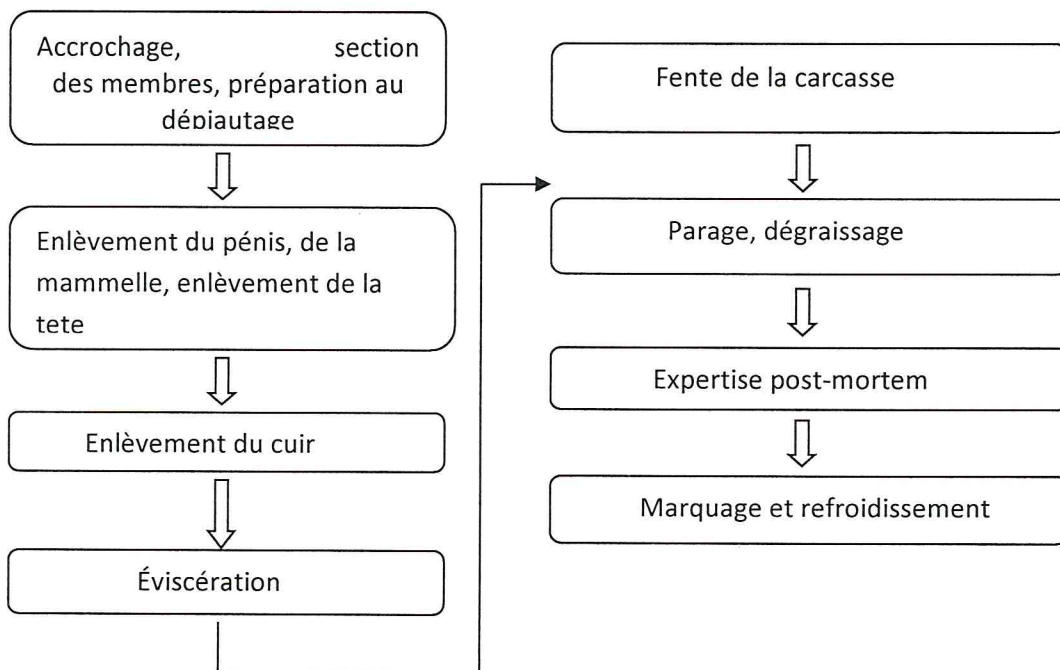 Accrochage, section
des membres, préparation au
dépiautage
Enlèvement du pénis, de la
mammelle, enlèvement de la
tete
Enlèvement du cuir
Éviscération
Fente de la carcasse
Parage, dégraissage
Expertise post-mortem
Marquage et refroidissement